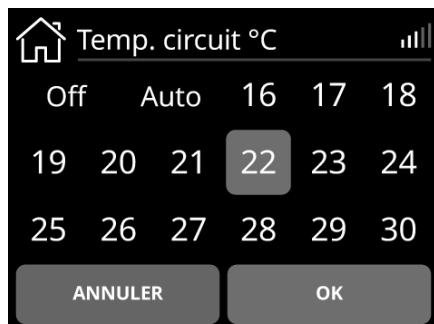 Temp. circuit °C
Off Auto 16 17 18
19 20 21 22 23 24
25 26 27 28 29 30
ANNULER OK